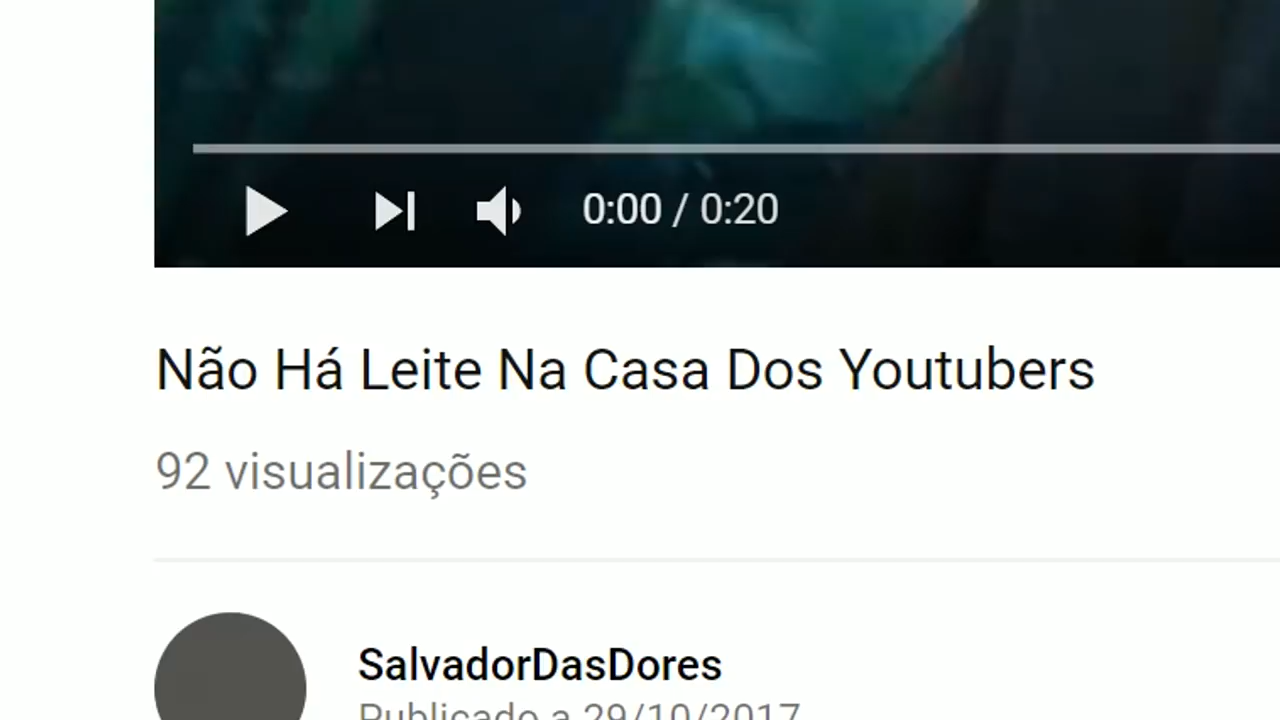 0:00 / 0:20
Não Há Leite Na Casa Dos Youtubers
92 visualizações
SalvadorDasDores
Publicado a 29/10/2017